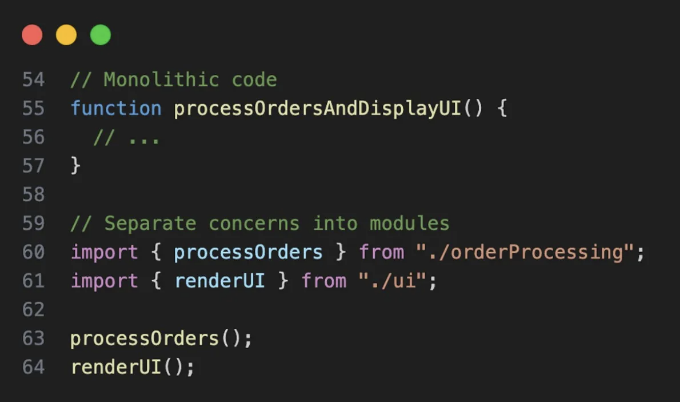 54 // Monolithic code
55 function processOrdersAndDisplayUI() {
56   // ...
57 }
58
59 // Separate concerns into modules
60 import { processOrders } from "./orderProcessing";
61 import { renderUI } from "./ui";
62
63 processOrders();
64 renderUI();